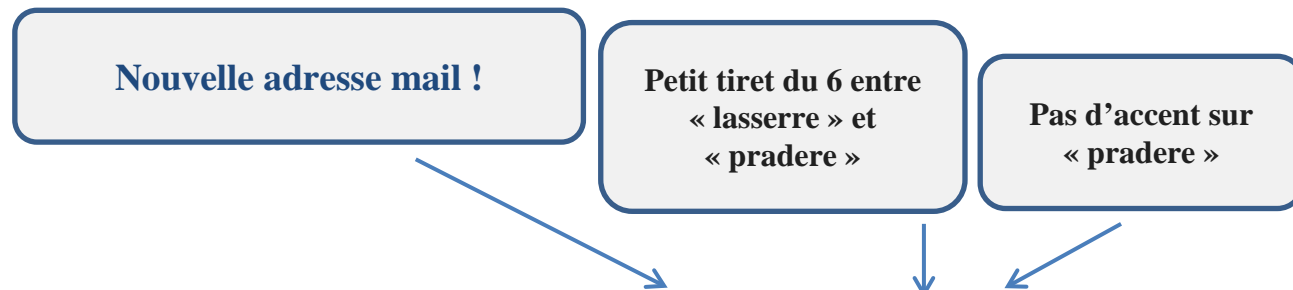 Nouvelle adresse mail !
Petit tiret du 6 entre
« lasserre » et
« pradere »
Pas d’accent sur
« pradere »